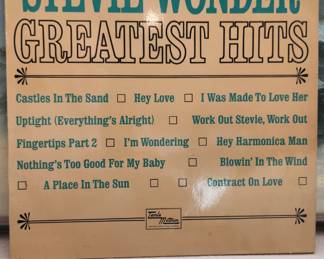 STEVIE WONDER
GREATEST HITS
Castles In The Sand □ Hey Love □ I Was Made To Love Her
Uptight (Everything's Alright) □ Work Out Stevie, Work Out
Fingertips Part 2 □ I'm Wondering □ Hey Harmonica Man
Nothing's Too Good For My Baby □ Blowin' In The Wind
□ A Place In The Sun □ □ Contract On Love □
Tamla Motown